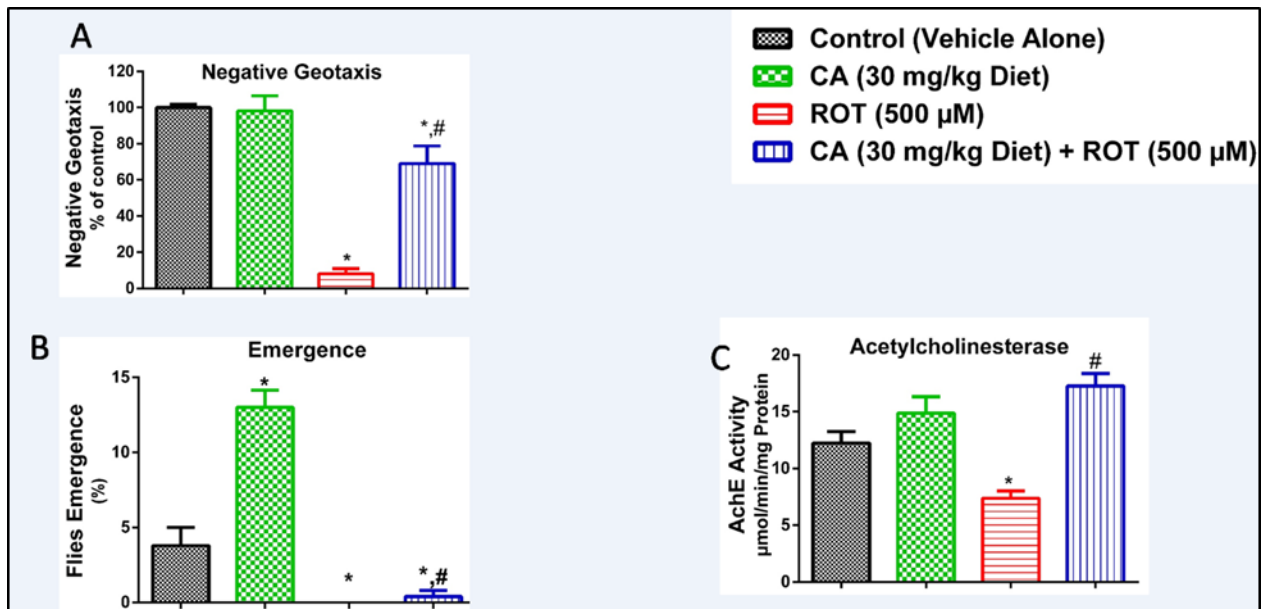 A
Negative Geotaxis
Negative Geotaxis
% of control
120
100
80
60
40
20
0
*
*,#
Control (Vehicle Alone)
CA (30 mg/kg Diet)
ROT (500 µM)
CA (30 mg/kg Diet) + ROT (500 µM)
B
Emergence
Flies Emergence
(%)
15
10
5
0
*
*
*,#
C
Acetylcholinesterase
AchE Activity
µmol/min/mg Protein
20
15
10
5
0
*
#